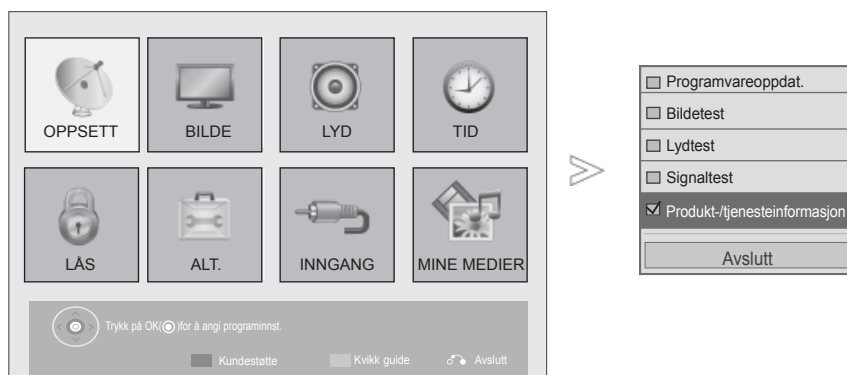 OPPSETT
BILDE
LYD
TID
LÅS
ALT.
INNGANG
MINE MEDIER
Trykk på OK( )for å angi programinnst.
Kundestøtte
Kvikk guide
Avslutt
Programvareoppdat.
Bildetest
Lydtest
Signaltest
Produkt-/tjenesteinformasjon
Avslutt